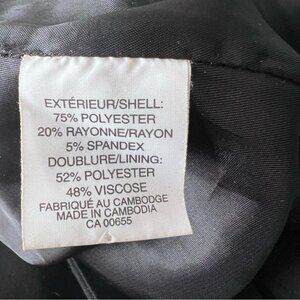 EXTÉRIEUR/SHELL:
75% POLYESTER
20% RAYONNE/RAYON
5% SPANDEX
DOUBLURE/LINING:
52% POLYESTER
48% VISCOSE
FABRIQUÉ AU CAMBODGE
MADE IN CAMBODIA
CA 00655